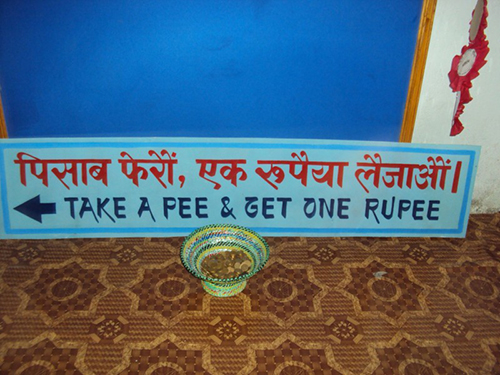 पिसाब फेरौं, एक रूपैया लैजाऔं।
TAKE A PEE & GET ONE RUPEE